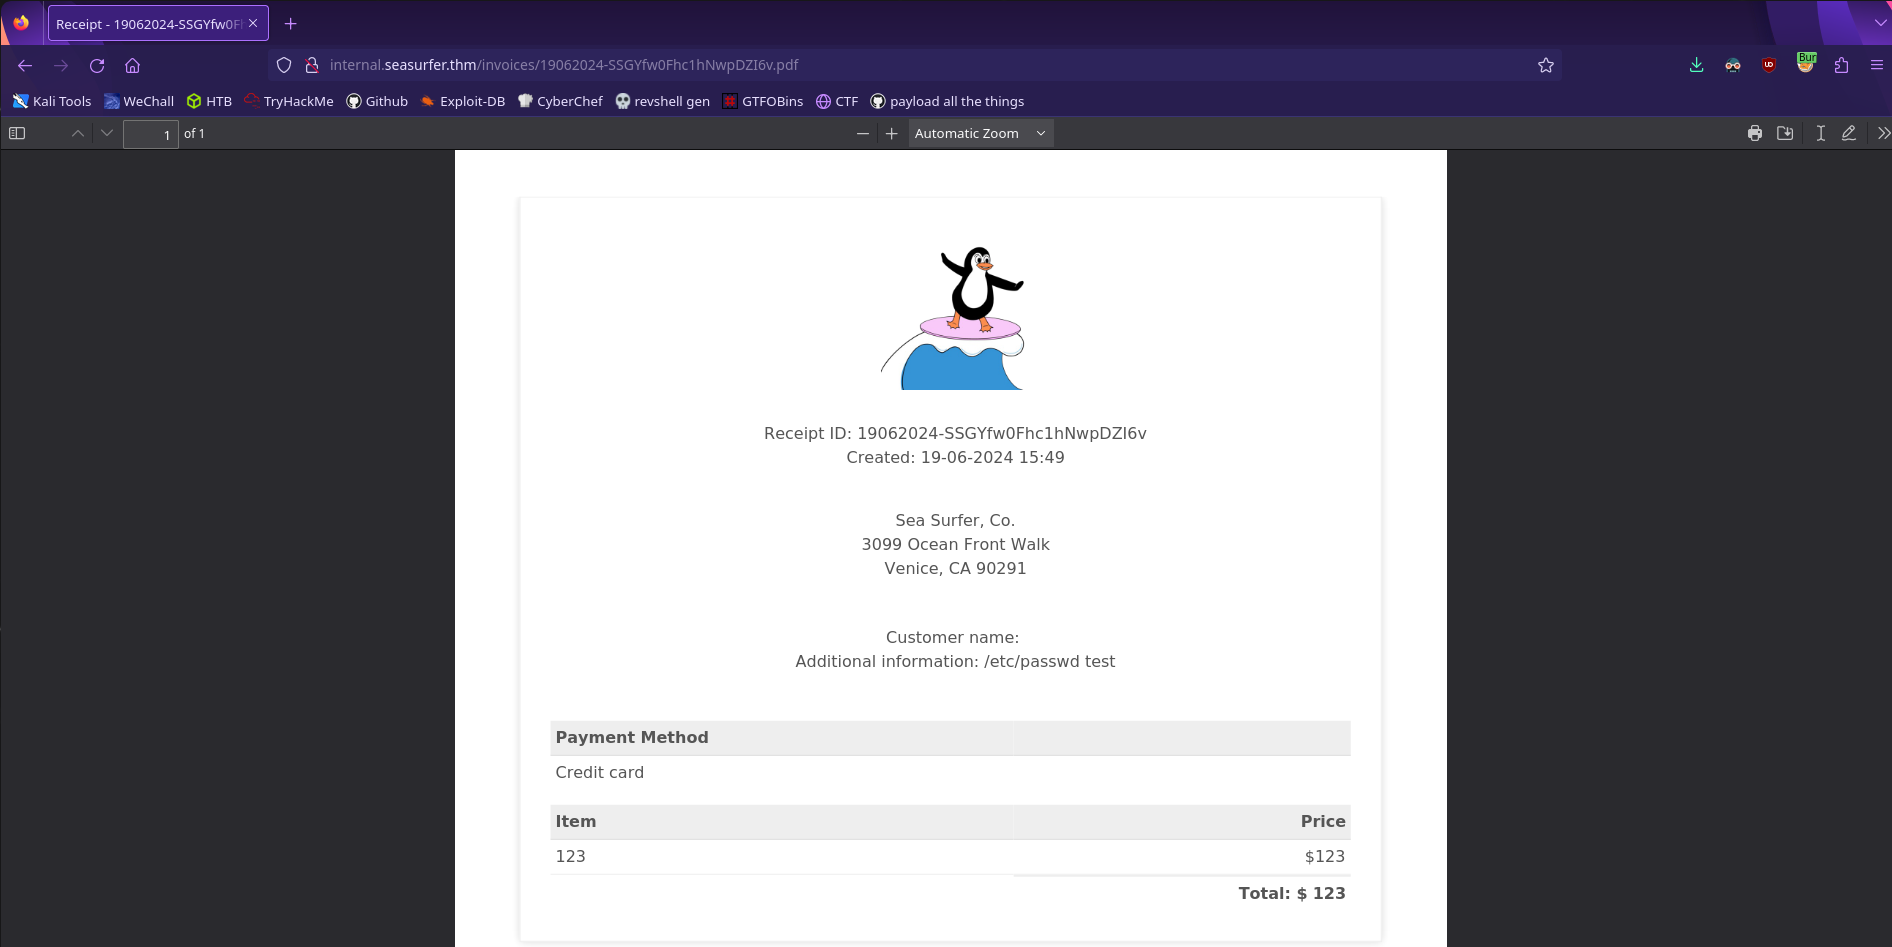 Receipt - 19062024-SSGYfw0F
internal.seasurfer.thm/invoices/19062024-SSGYfw0Fhc1hNwpDZI6v.pdf
Bur
Kali Tools WeChall HTB TryHackMe Github Exploit-DB CyberChef revshell gen GTFOBins CTF payload all the things
1 of 1 Automatic Zoom
Receipt ID: 19062024-SSGYfw0Fhc1hNwpDZI6v
Created: 19-06-2024 15:49
Sea Surfer, Co.
3099 Ocean Front Walk
Venice, CA 90291
Customer name:
Additional information: /etc/passwd test
Payment Method
Credit card
Item Price
123 $123
Total: $ 123